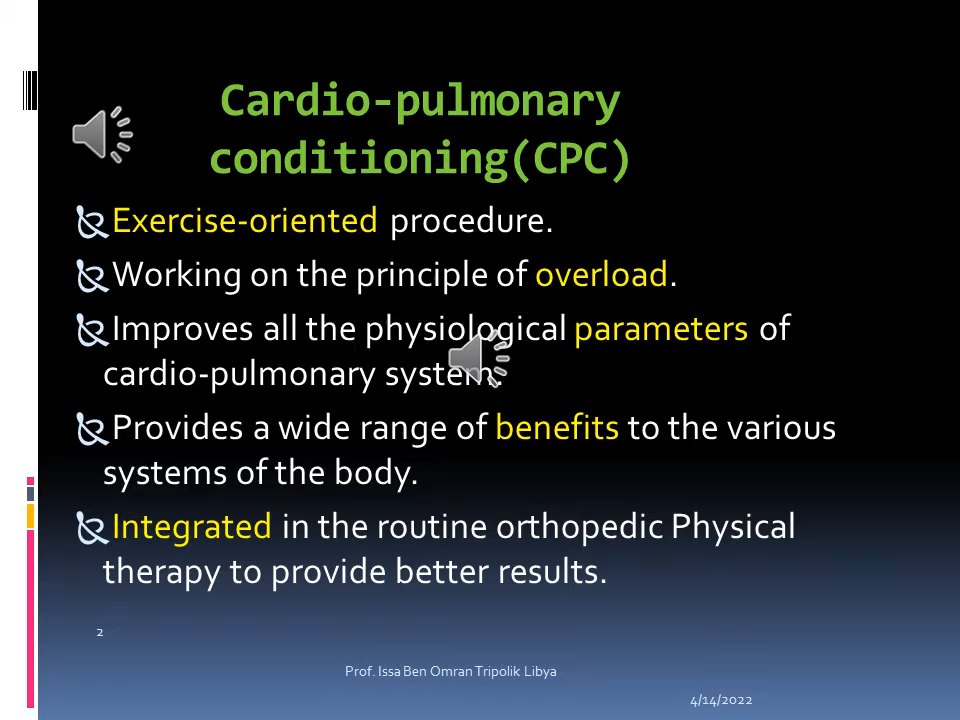 Cardio-pulmonary
conditioning(CPC)
Exercise-oriented procedure.
Working on the principle of overload.
Improves all the physiological parameters of
cardio-pulmonary system.
Provides a wide range of benefits to the various
systems of the body.
Integrated in the routine orthopedic Physical
therapy to provide better results.
2
Prof. Issa Ben Omran Tripolik Libya
4/14/2022